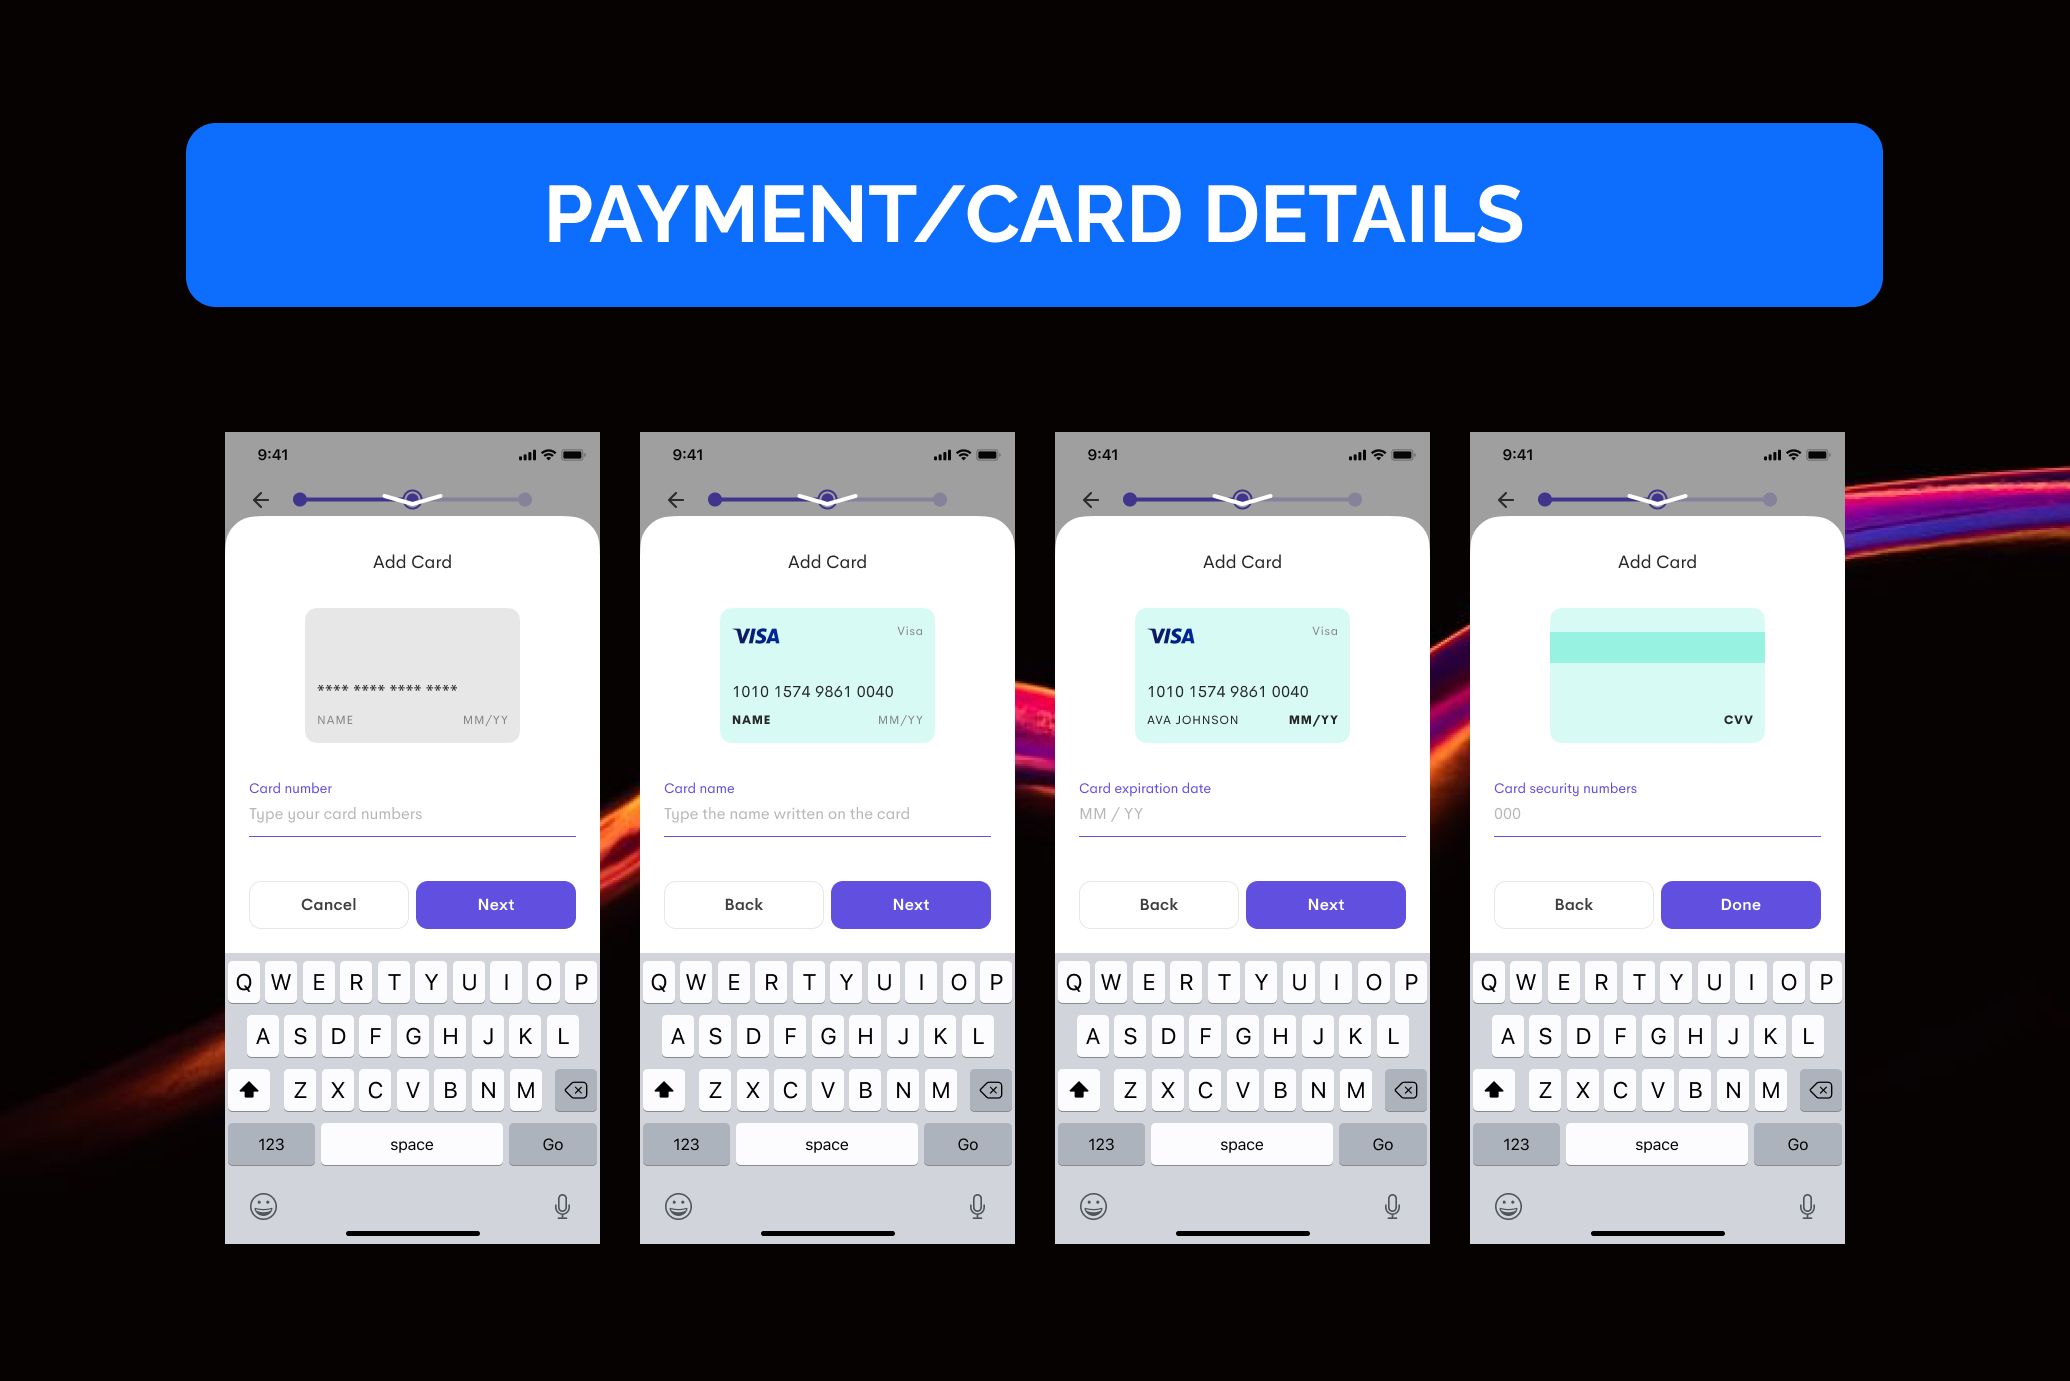 PAYMENT/CARD DETAILS
9:41
Add Card
**** **** **** ****
NAME MM/YY
Card number
Type your card numbers
Cancel Next
Q W E R T Y U I O P
A S D F G H J K L
Z X C V B N M
123 space Go
9:41
Add Card
VISA Visa
1010 1574 9861 0040
NAME MM/YY
Card name
Type the name written on the card
Back Next
Q W E R T Y U I O P
A S D F G H J K L
Z X C V B N M
123 space Go
9:41
Add Card
VISA Visa
1010 1574 9861 0040
AVA JOHNSON MM/YY
Card expiration date
MM / YY
Back Next
Q W E R T Y U I O P
A S D F G H J K L
Z X C V B N M
123 space Go
9:41
Add Card
CVV
Card security numbers
000
Back Done
Q W E R T Y U I O P
A S D F G H J K L
Z X C V B N M
123 space Go